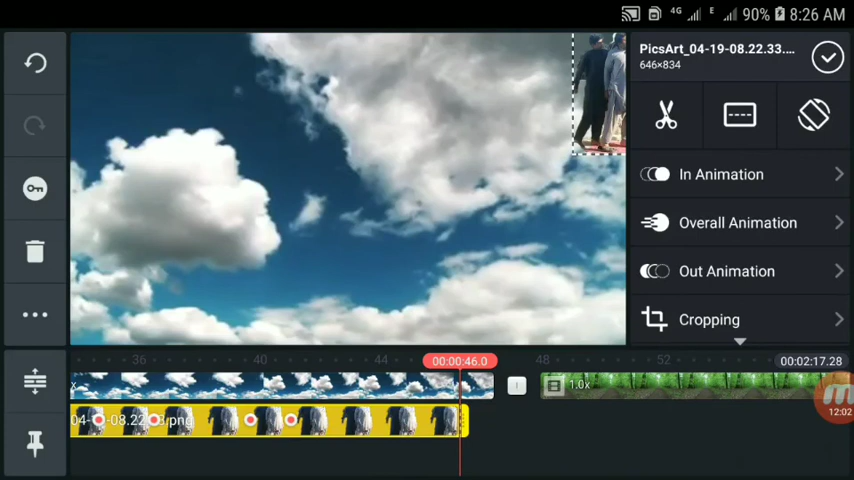 4G E 90% 8:26 AM
PicsArt_04-19-08.22.33....
646×834
In Animation
Overall Animation
Out Animation
Cropping
36 40 44 00:00:46.0 48 52 00:02:17.28
x 1.0x
04-19-08.22.33.png
12:02